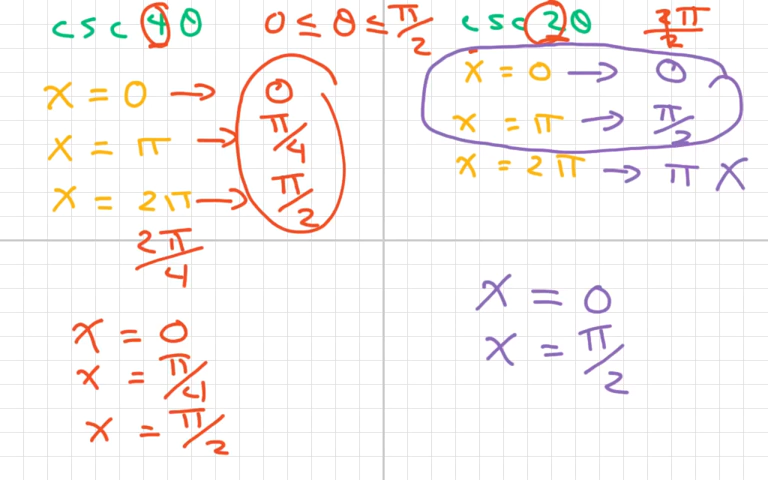 csc 4θ 0 ≤ θ ≤ π/2
x = 0 → 0
x = π → π/4
x = 2π → π/2
2π/4
x = 0
x = π/4
x = π/2
csc 2θ 2π/2
x = 0 → 0
x = π → π/2
x = 2π → π X
x = 0
x = π/2